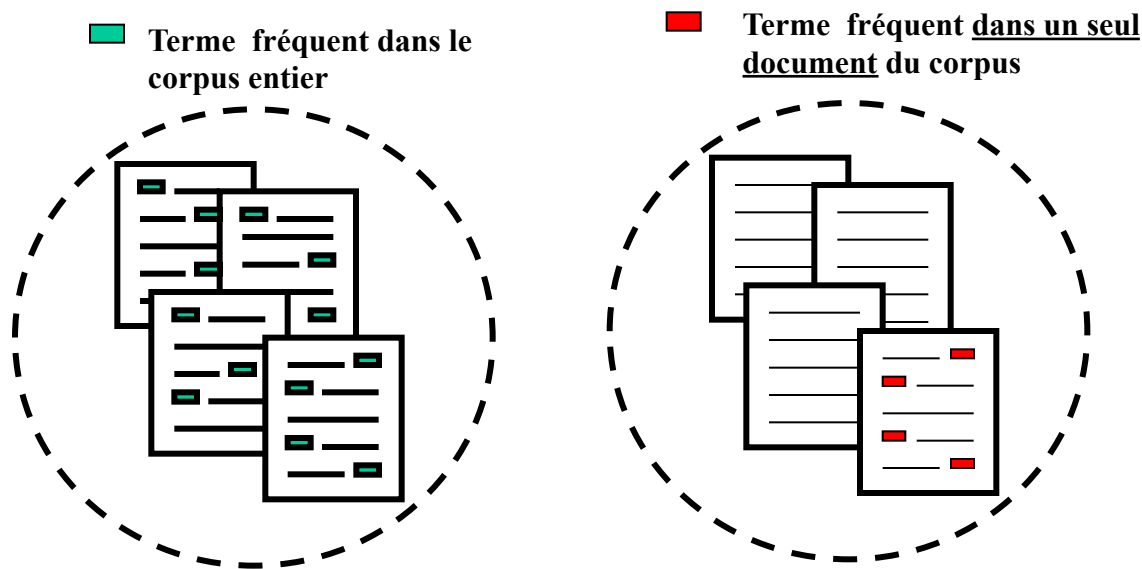 Terme fréquent dans le
corpus entier
Terme fréquent dans un seul
document du corpus